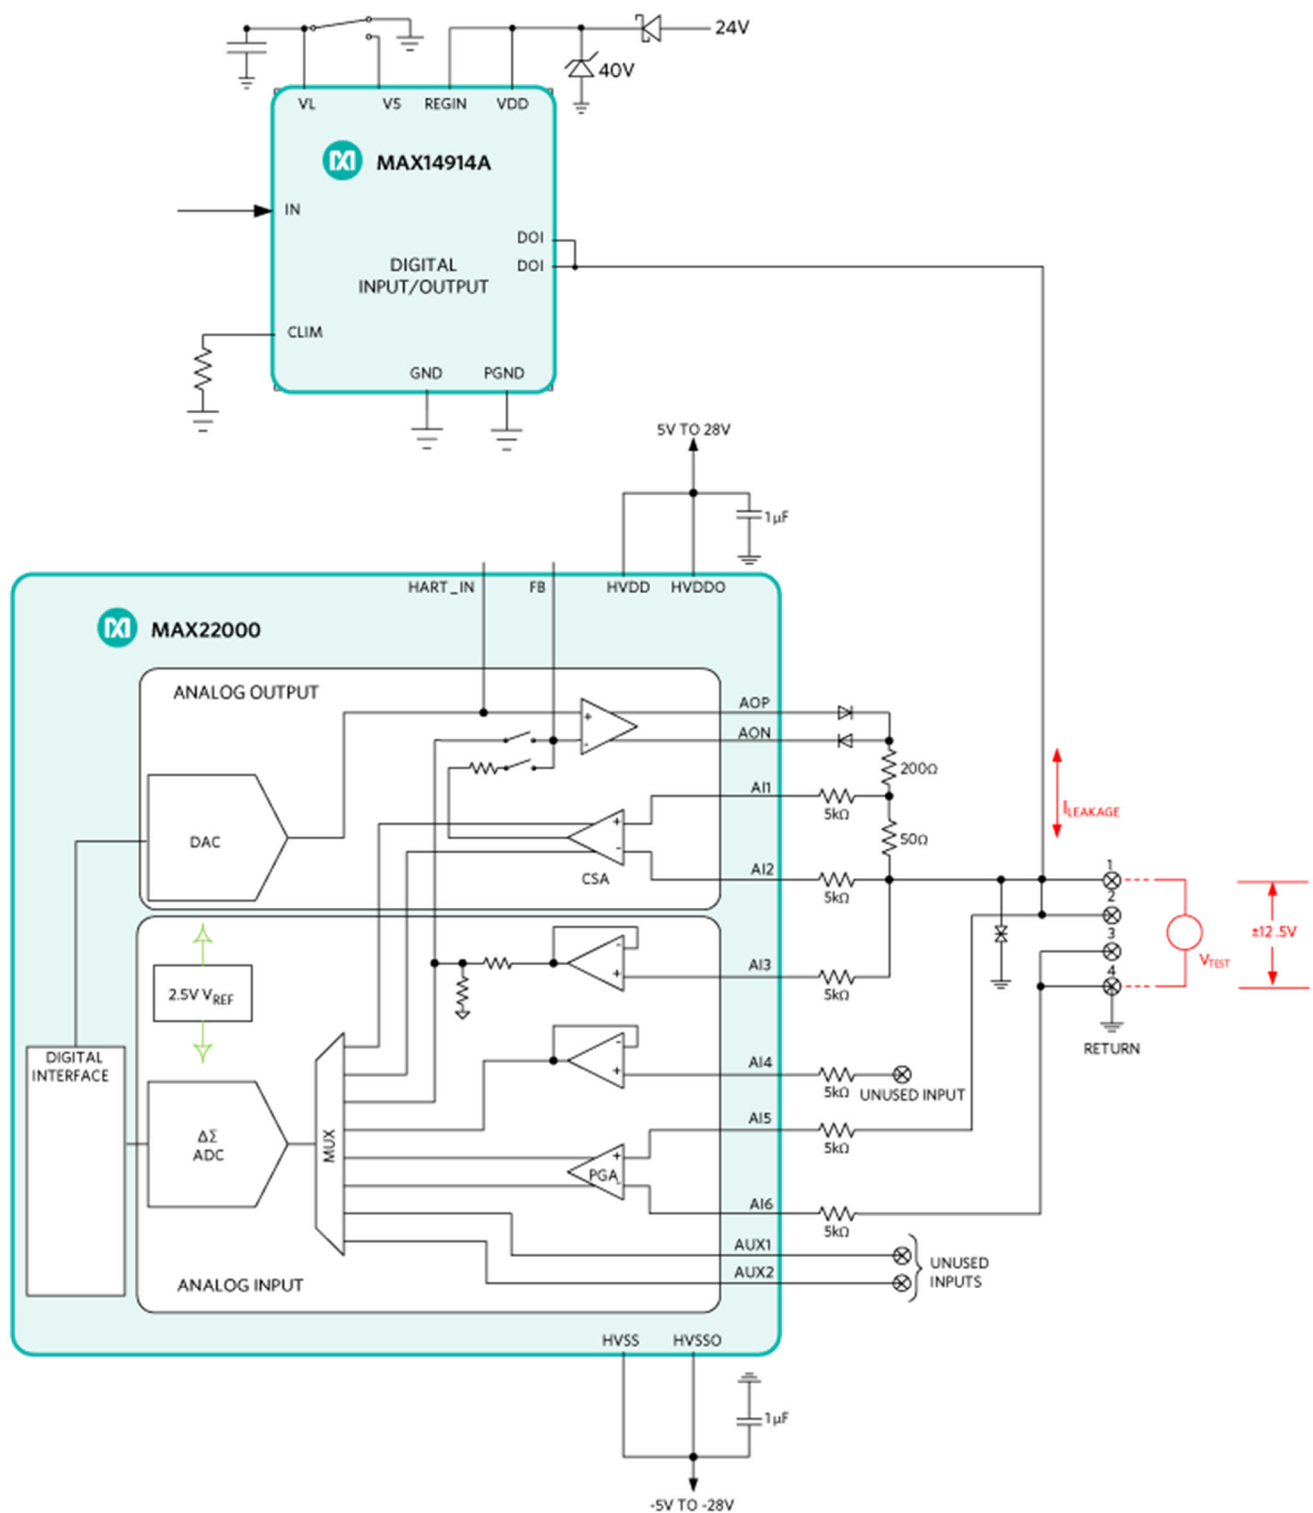 24V
40V
VL
V5
REGIN
VDD
MAX14914A
IN
DOI
DOI
DIGITAL
INPUT/OUTPUT
CLIM
GND
PGND
5V TO 28V
1µF
HART_IN
FB
HVDD
HVDDO
MAX22000
ANALOG OUTPUT
AOP
AON
+
-
200Ω
AI1
5kΩ
DAC
+
-
CSA
50Ω
ILEAKAGE
AI2
5kΩ
1
2
3
4
±12 .5V
VTEST
RETURN
2.5V VREF
-
+
AI3
5kΩ
DIGITAL
INTERFACE
-
+
AI4
5kΩ
UNUSED INPUT
ΔΣ
ADC
MUX
AI5
5kΩ
+
PGA
-
AI6
5kΩ
AUX1
AUX2
UNUSED
INPUTS
ANALOG INPUT
HVSS
HVSSO
1µF
-5V TO -28V